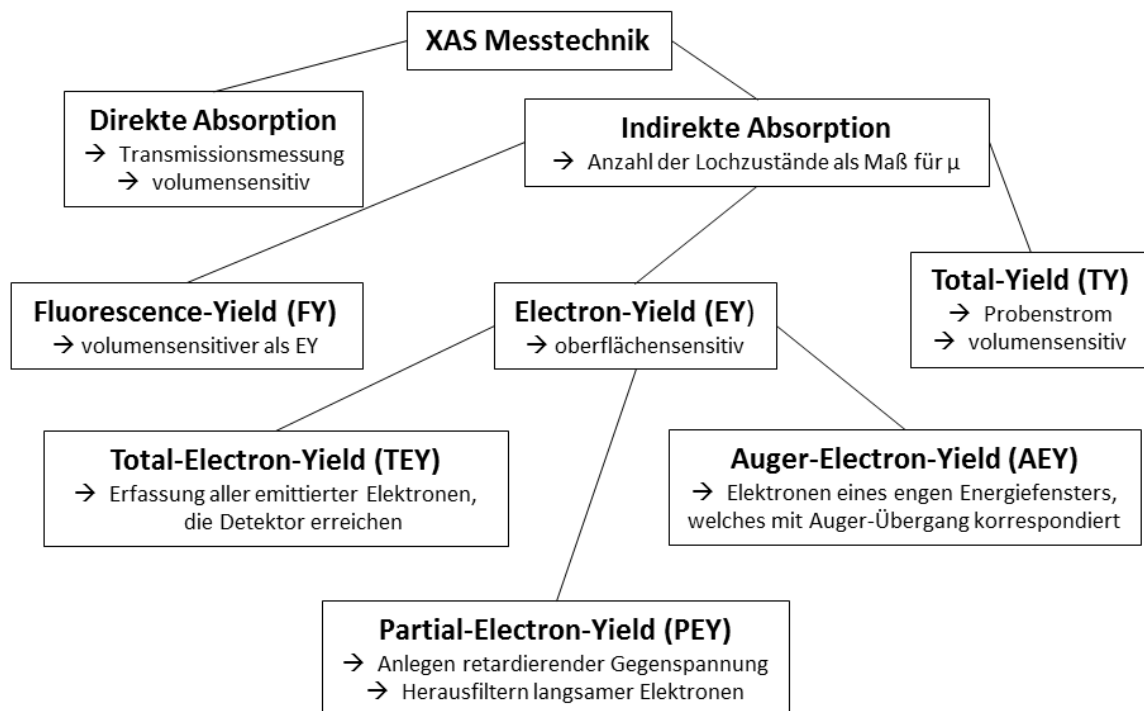 XAS Messtechnik
Direkte Absorption
→ Transmissionsmessung
→ volumensensitiv
Indirekte Absorption
→ Anzahl der Lochzustände als Maß für μ
Fluorescence-Yield (FY)
→ volumensensitiver als EY
Electron-Yield (EY)
→ oberflächensensitiv
Total-Yield (TY)
→ Probenstrom
→ volumensensitiv
Total-Electron-Yield (TEY)
→ Erfassung aller emittierter Elektronen,
die Detektor erreichen
Auger-Electron-Yield (AEY)
→ Elektronen eines engen Energiefensters,
welches mit Auger-Übergang korrespondiert
Partial-Electron-Yield (PEY)
→ Anlegen retardierender Gegenspannung
→ Herausfiltern langsamer Elektronen